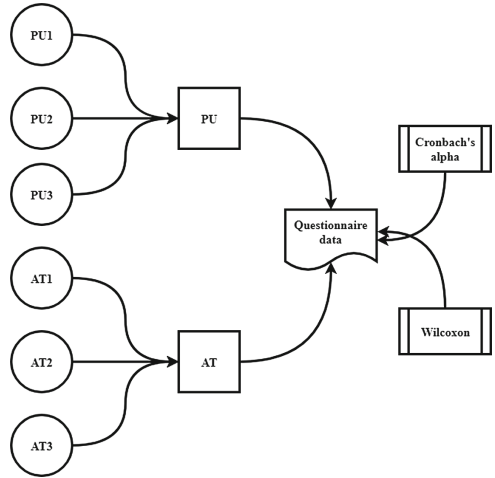 PU1
PU2
PU3
PU
AT1
AT2
AT3
AT
Questionnaire
data
Cronbach's
alpha
Wilcoxon